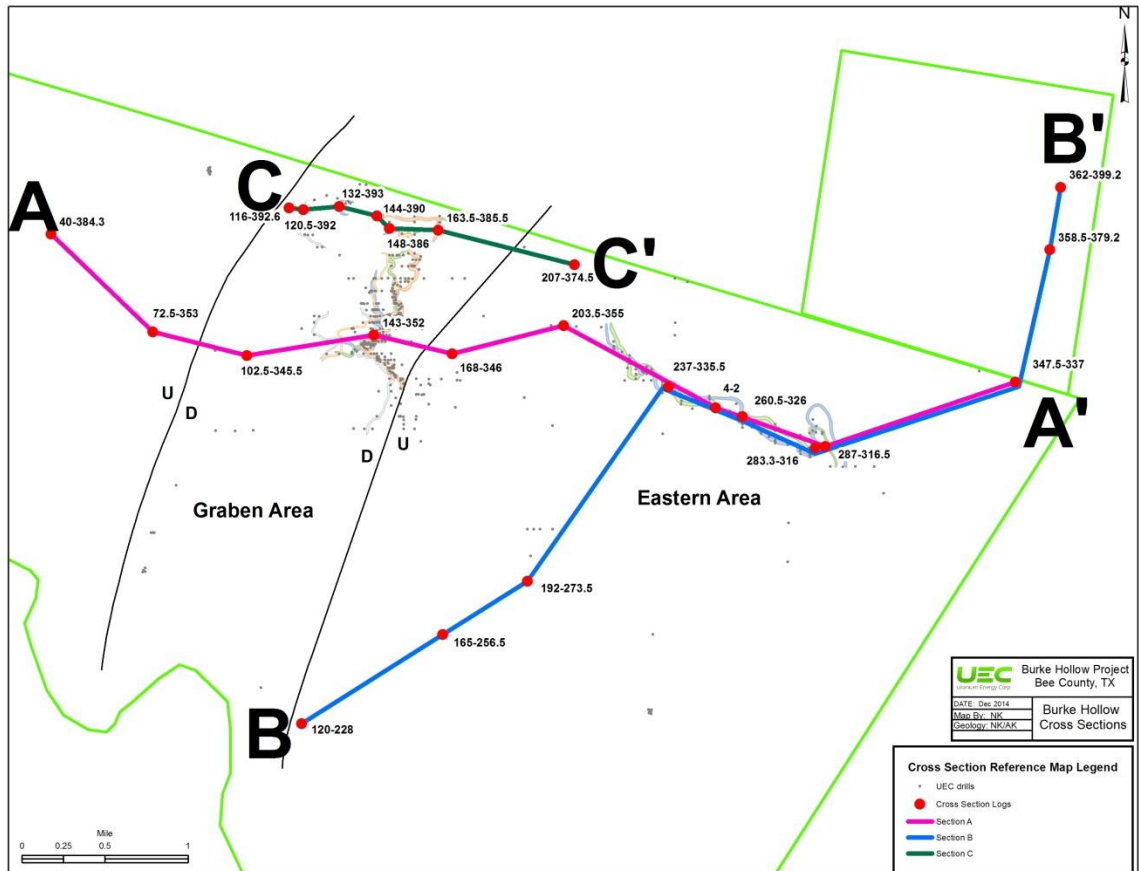 N
B'
362-399.2
C
132-393
A
144-390
163.5-385.5
40-384.3
116-392.6
120.5-392
148-386
358.5-379.2
C'
207-374.5
72.5-353
143-352
203.5-355
102.5-345.5
168-346
237-335.5
347.5-337
4-2
260.5-326
A'
U
D
U
D
283.3-316
287-316.5
Graben Area
Eastern Area
192-273.5
165-256.5
B
120-228
UEC
Uranium Energy Corp
Burke Hollow Project
Bee County, TX
DATE: Dec 2014
Map By: NK
Geology: NK/AK
Burke Hollow
Cross Sections
Cross Section Reference Map Legend
UEC drills
Cross Section Logs
Section A
Section B
Section C
Mile
0 0.25 0.5 1